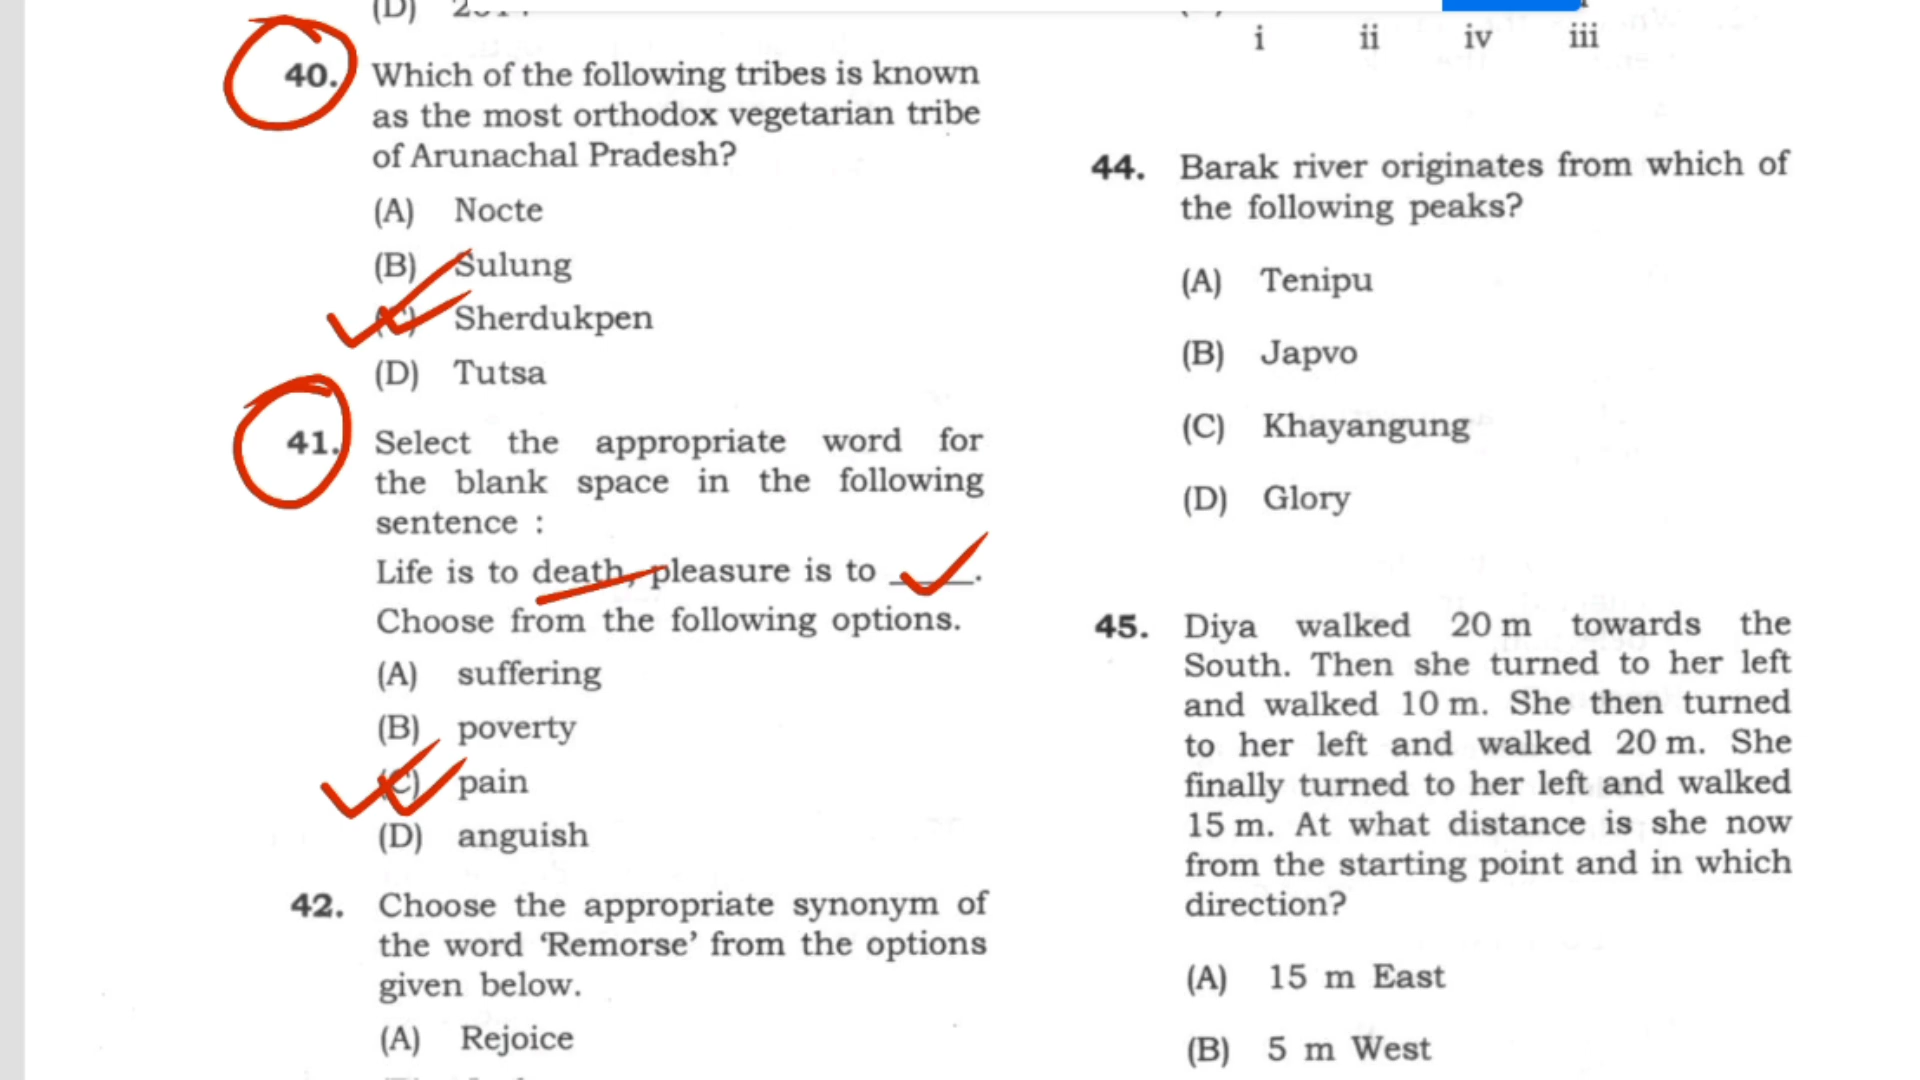 40. Which of the following tribes is known
as the most orthodox vegetarian tribe
of Arunachal Pradesh?
(A) Nocte
(B) Sulung
(C) Sherdukpen
(D) Tutsa
41. Select the appropriate word for
the blank space in the following
sentence :
Life is to death, pleasure is to ____.
Choose from the following options.
(A) suffering
(B) poverty
(C) pain
(D) anguish
42. Choose the appropriate synonym of
the word ‘Remorse’ from the options
given below.
(A) Rejoice
i ii iv iii
44. Barak river originates from which of
the following peaks?
(A) Tenipu
(B) Japvo
(C) Khayangung
(D) Glory
45. Diya walked 20 m towards the
South. Then she turned to her left
and walked 10 m. She then turned
to her left and walked 20 m. She
finally turned to her left and walked
15 m. At what distance is she now
from the starting point and in which
direction?
(A) 15 m East
(B) 5 m West